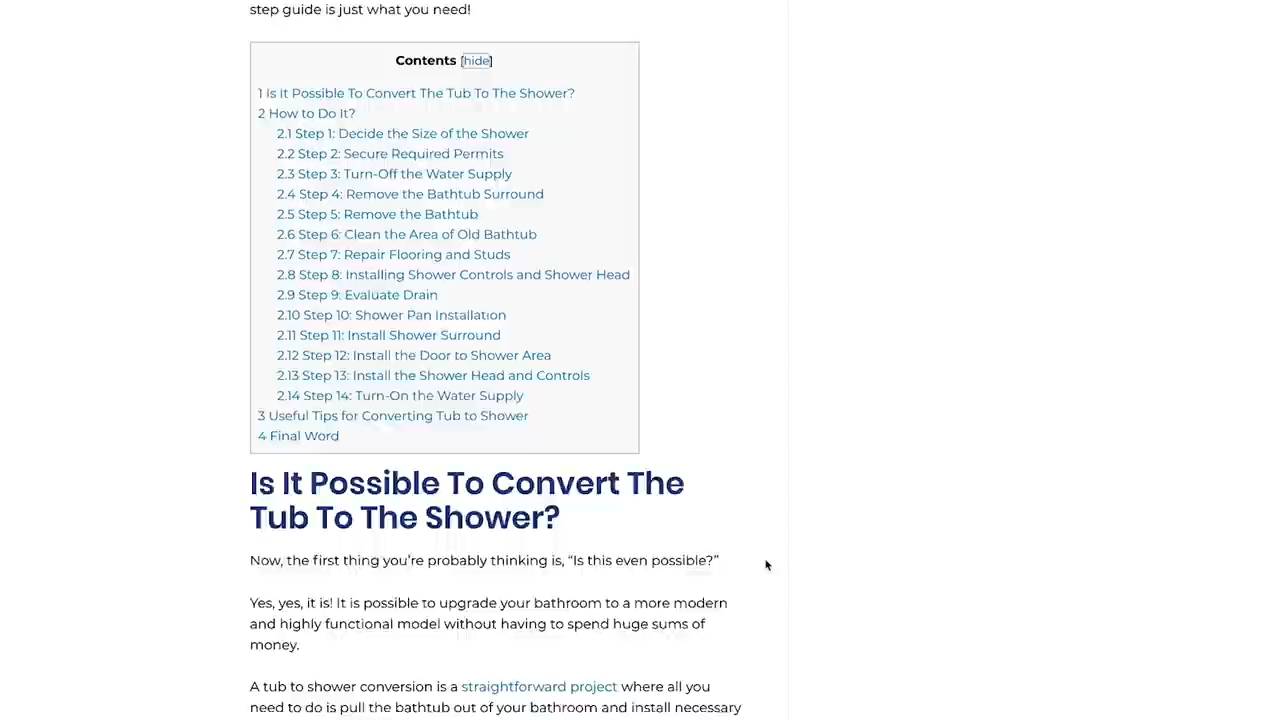 step guide is just what you need!
Contents [hide]
1 Is It Possible To Convert The Tub To The Shower?
2 How to Do It?
2.1 Step 1: Decide the Size of the Shower
2.2 Step 2: Secure Required Permits
2.3 Step 3: Turn-Off the Water Supply
2.4 Step 4: Remove the Bathtub Surround
2.5 Step 5: Remove the Bathtub
2.6 Step 6: Clean the Area of Old Bathtub
2.7 Step 7: Repair Flooring and Studs
2.8 Step 8: Installing Shower Controls and Shower Head
2.9 Step 9: Evaluate Drain
2.10 Step 10: Shower Pan Installation
2.11 Step 11: Install Shower Surround
2.12 Step 12: Install the Door to Shower Area
2.13 Step 13: Install the Shower Head and Controls
2.14 Step 14: Turn-On the Water Supply
3 Useful Tips for Converting Tub to Shower
4 Final Word
Is It Possible To Convert The
Tub To The Shower?
Now, the first thing you’re probably thinking is, “Is this even possible?”
Yes, yes, it is! It is possible to upgrade your bathroom to a more modern
and highly functional model without having to spend huge sums of
money.
A tub to shower conversion is a straightforward project where all you
need to do is pull the bathtub out of your bathroom and install necessary